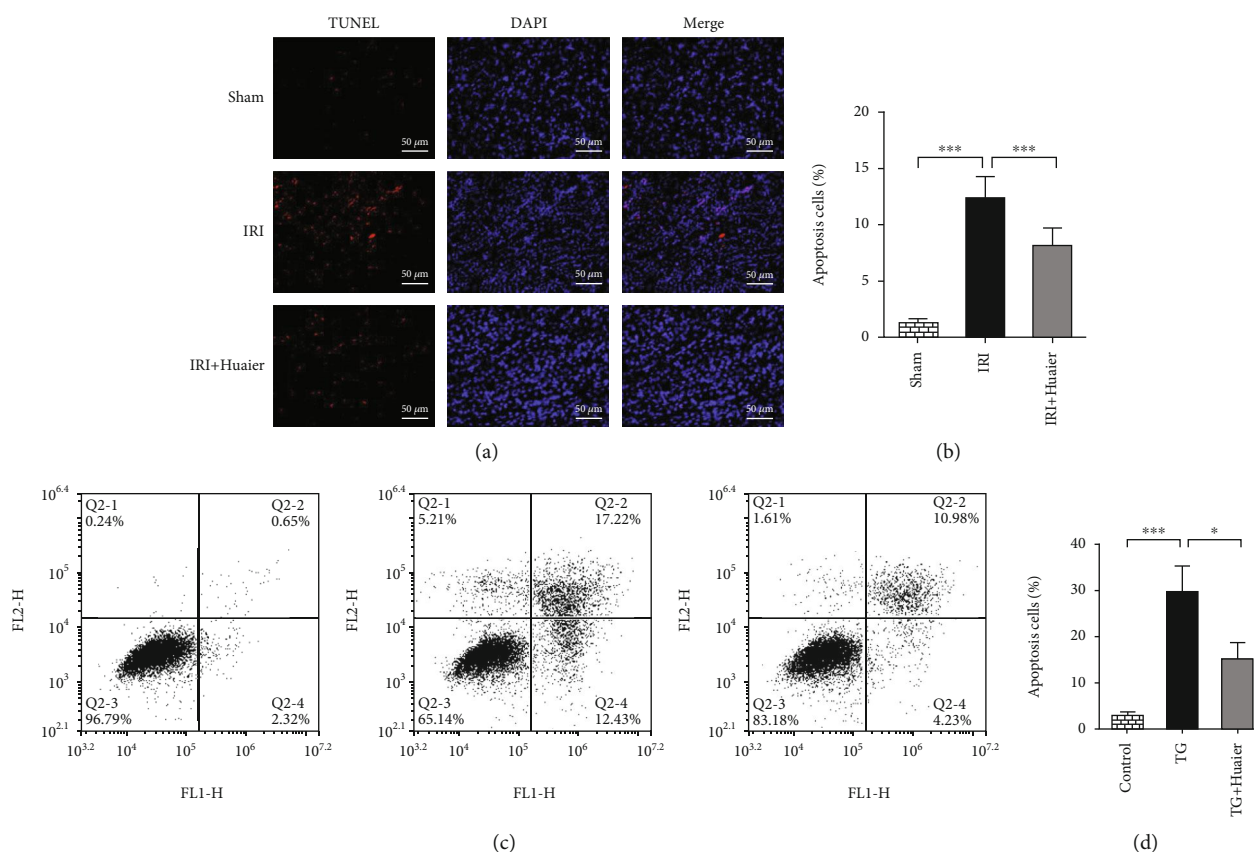 TUNEL DAPI Merge
Sham
50 μm 50 μm 50 μm
IRI
50 μm 50 μm 50 μm
IRI+Huaier
50 μm 50 μm 50 μm
(a)
Apoptosis cells (%)
20
15
10
5
0
*** ***
Sham IRI IRI+Huaier
(b)
FL2-H
10^6.4
10^5
10^4
10^3
10^2.1
Q2-1 Q2-2
0.24% 0.65%
Q2-3 Q2-4
96.79% 2.32%
10^3.2 10^4 10^5 10^6 10^7.2
FL1-H
FL2-H
10^6.4
10^5
10^4
10^3
10^2.1
Q2-1 Q2-2
5.21% 17.22%
Q2-3 Q2-4
65.14% 12.43%
10^3.2 10^4 10^5 10^6 10^7.2
FL1-H
FL2-H
10^6.4
10^5
10^4
10^3
10^2.1
Q2-1 Q2-2
1.61% 10.98%
Q2-3 Q2-4
83.18% 4.23%
10^3.2 10^4 10^5 10^6 10^7.2
FL1-H
(c)
Apoptosis cells (%)
40
30
20
10
0
*** *
Control TG TG+Huaier
(d)